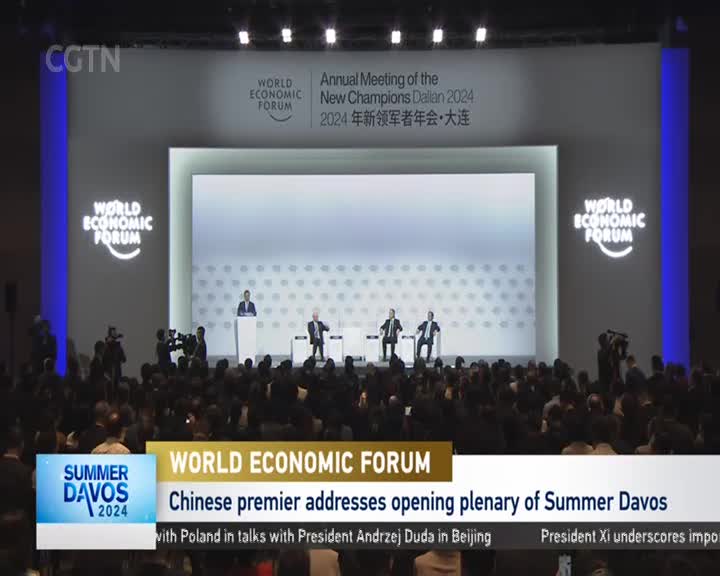 CGTN
WORLD
ECONOMIC
FORUM
Annual Meeting of the
New Champions Dalian 2024
2024 年新领军者年会·大连
WORLD
ECONOMIC
FORUM
WORLD
ECONOMIC
FORUM
SUMMER
DAVOS
2024
WORLD ECONOMIC FORUM
Chinese premier addresses opening plenary of Summer Davos
with Poland in talks with President Andrzej Duda in Beijing President Xi underscores impo